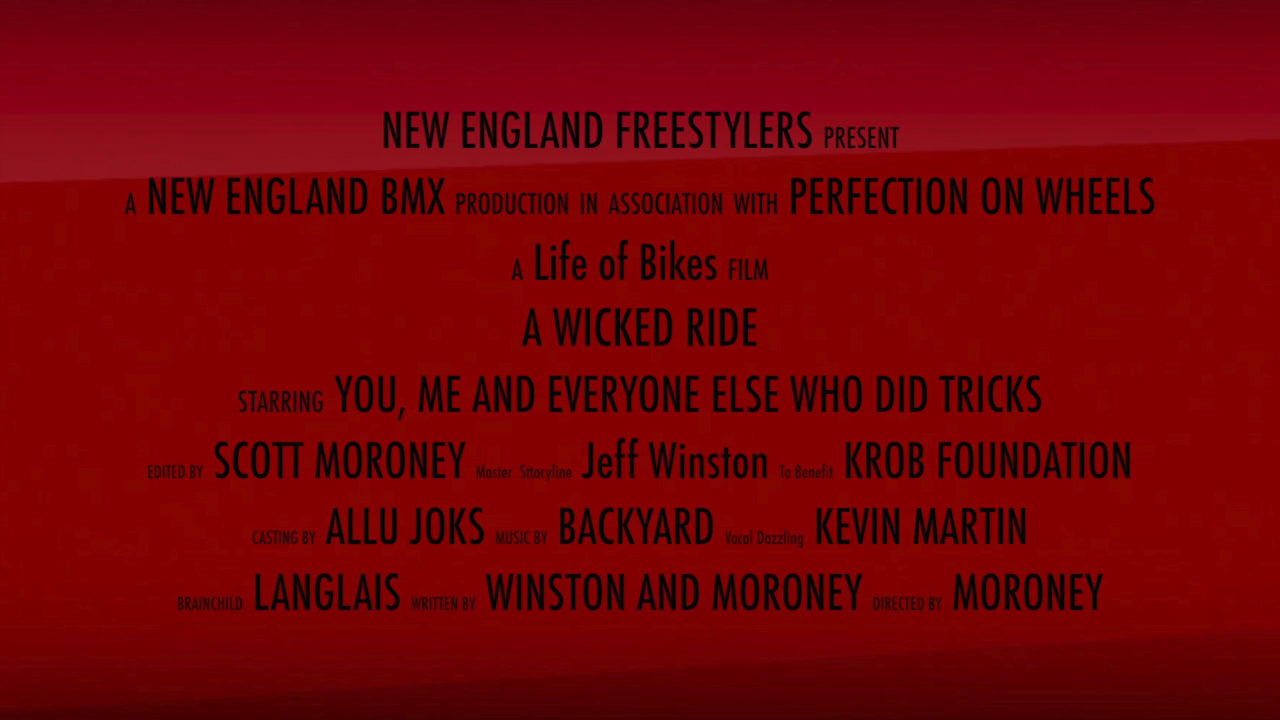 NEW ENGLAND FREESTYLERS PRESENT
A NEW ENGLAND BMX PRODUCTION IN ASSOCIATION WITH PERFECTION ON WHEELS
A Life of Bikes FILM
A WICKED RIDE
STARRING YOU, ME AND EVERYONE ELSE WHO DID TRICKS
EDITED BY SCOTT MORONEY Master Sttoryline Jeff Winston To Benefit KROB FOUNDATION
CASTING BY ALLU JOKS MUSIC BY BACKYARD Vocal Dazzling KEVIN MARTIN
BRAINCHILD LANGLAIS WRITTEN BY WINSTON AND MORONEY DIRECTED BY MORONEY